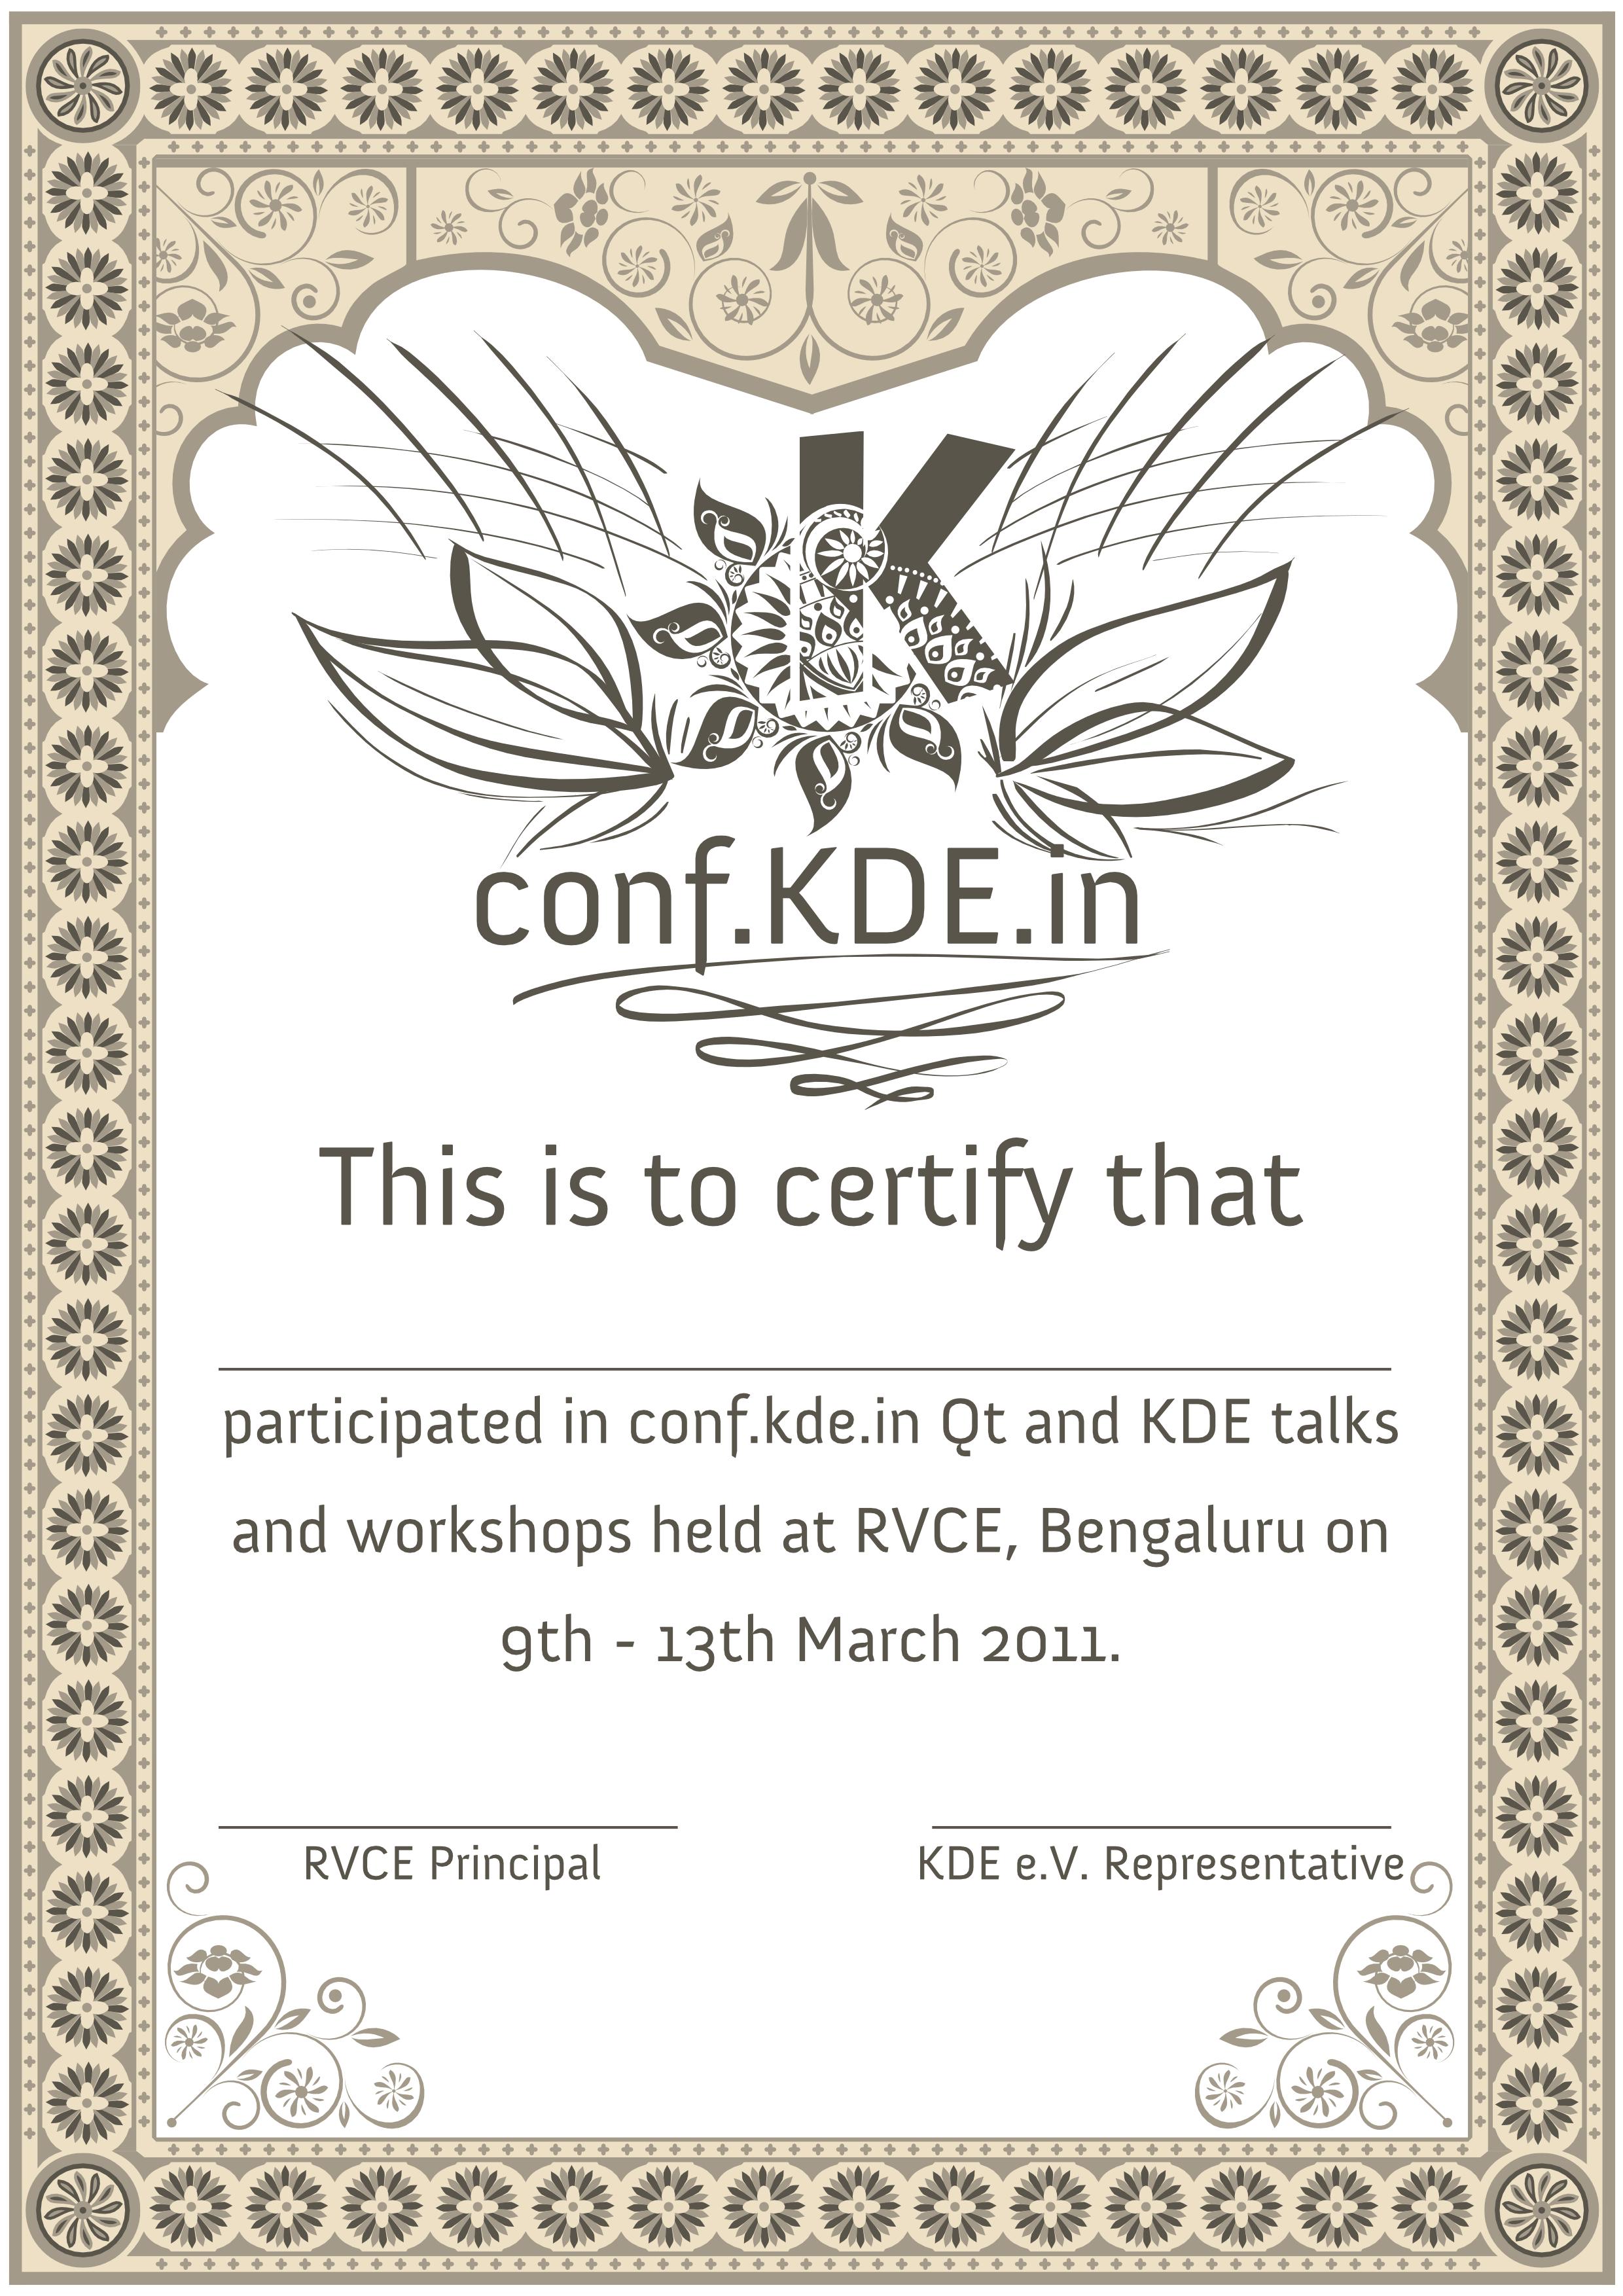 K
conf.KDE.in
This is to certify that
participated in conf.kde.in Qt and KDE talks
and workshops held at RVCE, Bengaluru on
9th - 13th March 2011.
RVCE Principal
KDE e.V. Representative